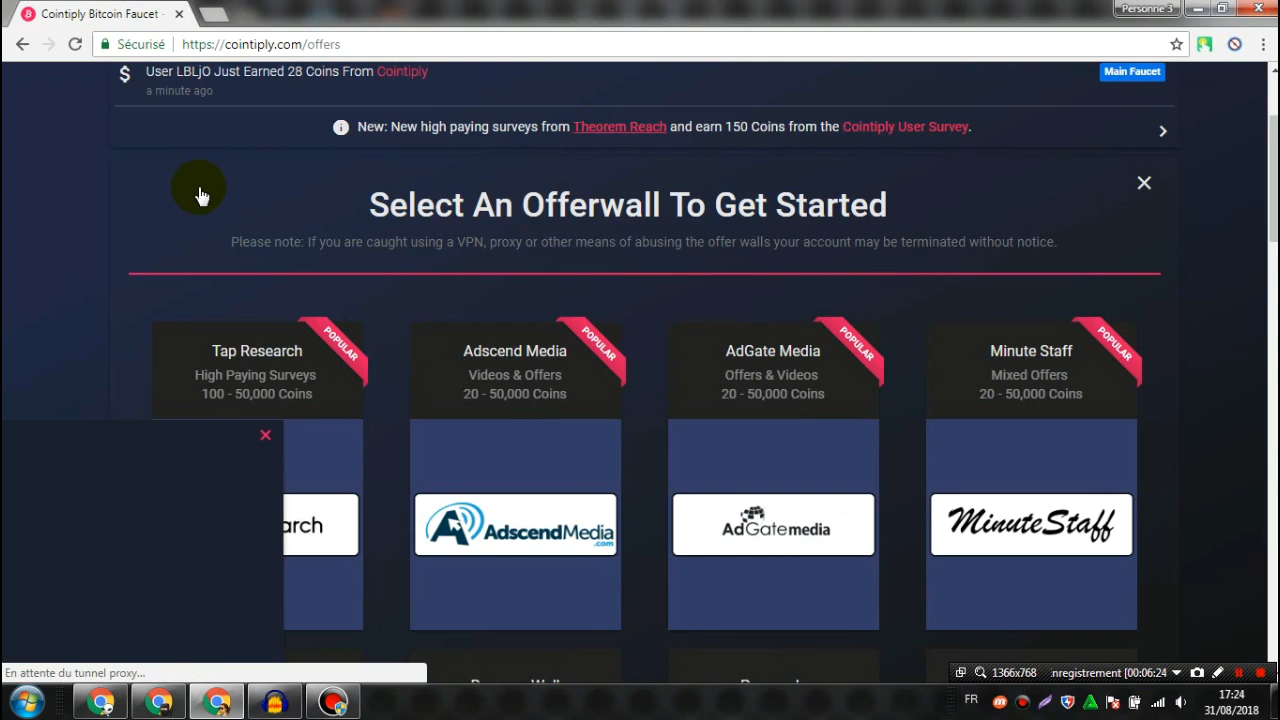 Cointiply Bitcoin Faucet -
Personne 3
Sécurisé https://cointiply.com/offers
User LBLjO Just Earned 28 Coins From Cointiply
a minute ago
Main Faucet
New: New high paying surveys from Theorem Reach and earn 150 Coins from the Cointiply User Survey.
Select An Offerwall To Get Started
Please note: If you are caught using a VPN, proxy or other means of abusing the offer walls your account may be terminated without notice.
POPULAR POPULAR POPULAR POPULAR
Tap Research Adscend Media AdGate Media Minute Staff
High Paying Surveys Videos & Offers Offers & Videos Mixed Offers
100 - 50,000 Coins 20 - 50,000 Coins 20 - 50,000 Coins 20 - 50,000 Coins
arch AdscendMedia .com AdGatemedia MinuteStaff
En attente du tunnel proxy...
1366x768 nregistrement [00:06:24]
FR
17:24
31/08/2018